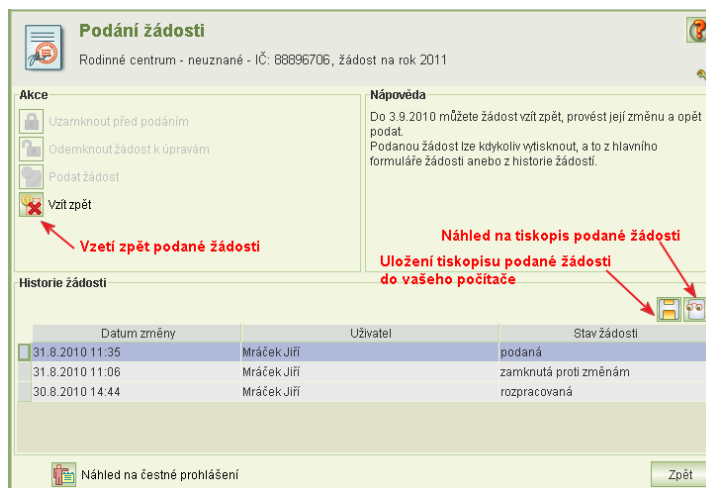 Podání žádosti
Rodinné centrum - neuznané - IČ: 88896706, žádost na rok 2011
Akce
Uzamknout před podáním
Odemknout žádost k úpravám
Podat žádost
Vzít zpět
Vzetí zpět podané žádosti
Nápověda
Do 3.9.2010 můžete žádost vzít zpět, provést její změnu a opět
podat.
Podanou žádost lze kdykoliv vytisknout, a to z hlavního
formuláře žádosti anebo z historie žádostí.
Náhled na tiskopis podané žádosti
Uložení tiskopisu podané žádosti
do vašeho počítače
Historie žádosti
Datum změny Uživatel Stav žádosti
31.8.2010 11:35 Mráček Jiří podaná
31.8.2010 11:06 Mráček Jiří zamknutá proti změnám
30.8.2010 14:44 Mráček Jiří rozpracovaná
Náhled na čestné prohlášení
Zpět